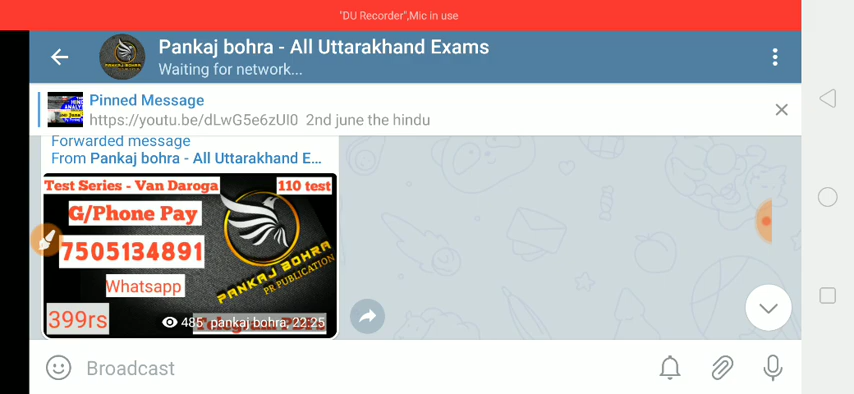 "DU Recorder",Mic in use
Pankaj bohra - All Uttarakhand Exams
Waiting for network...
Pinned Message
https://youtu.be/dLwG5e6zUI0 2nd june the hindu
Forwarded message
From Pankaj bohra - All Uttarakhand E...
Test Series - Van Daroga
110 test
G/Phone Pay
7505134891
Whatsapp
PANKAJ BOHRA
PR PUBLICATION
399rs
485 pankaj bohra, 22:25
Broadcast